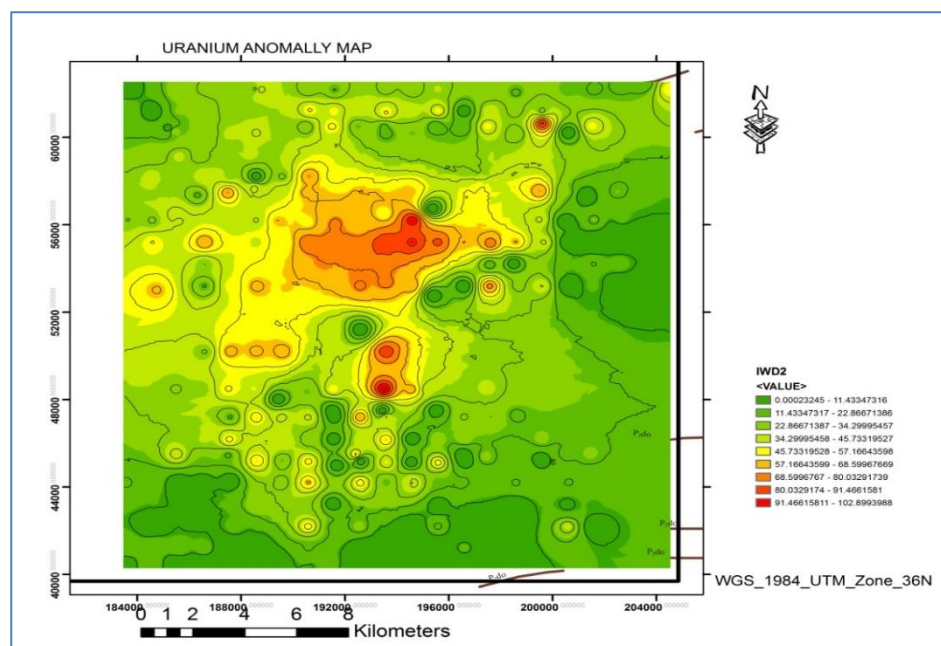 URANIUM ANOMALLY MAP
N
60000
56000
52000
48000
44000
40000
IWD2
<VALUE>
0.00023245 - 11.43347316
11.43347317 - 22.86671386
22.86671387 - 34.29995457
34.29995458 - 45.73319527
45.73319528 - 57.16643598
57.16643599 - 68.59967669
68.5996767 - 80.03291739
80.0329174 - 91.4661581
91.46615811 - 102.8993988
P₂do
P₂do
P₂do
WGS_1984_UTM_Zone_36N
184000 188000 192000 196000 200000 204000
0 1 2 4 6 8
Kilometers